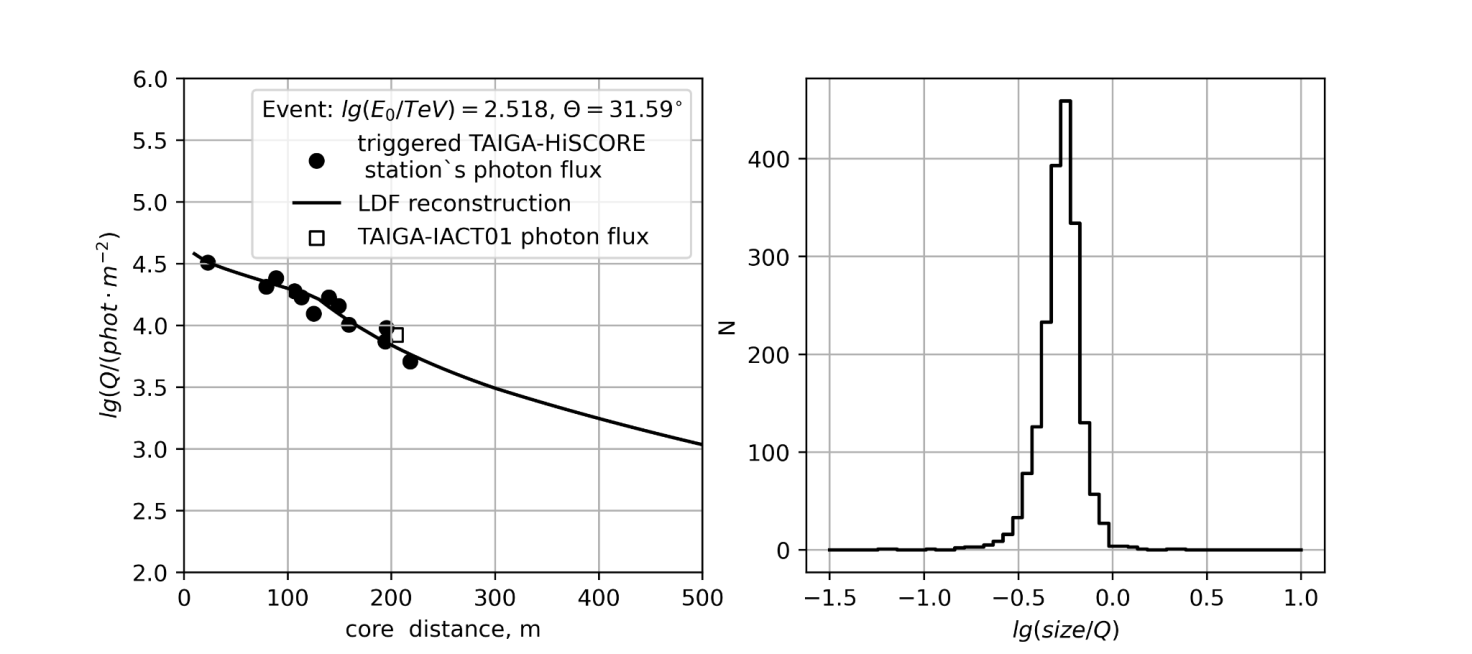 6.0
5.5
5.0
4.5
4.0
3.5
3.0
2.5
2.0
lg(Q/(phot · m⁻²)
Event: lg(E₀/TeV) = 2.518, Θ = 31.59°
triggered TAIGA-HiSCORE
station`s photon flux
LDF reconstruction
TAIGA-IACT01 photon flux
0 100 200 300 400 500
core distance, m
400
300
200
100
0
N
−1.5 −1.0 −0.5 0.0 0.5 1.0
lg(size/Q)